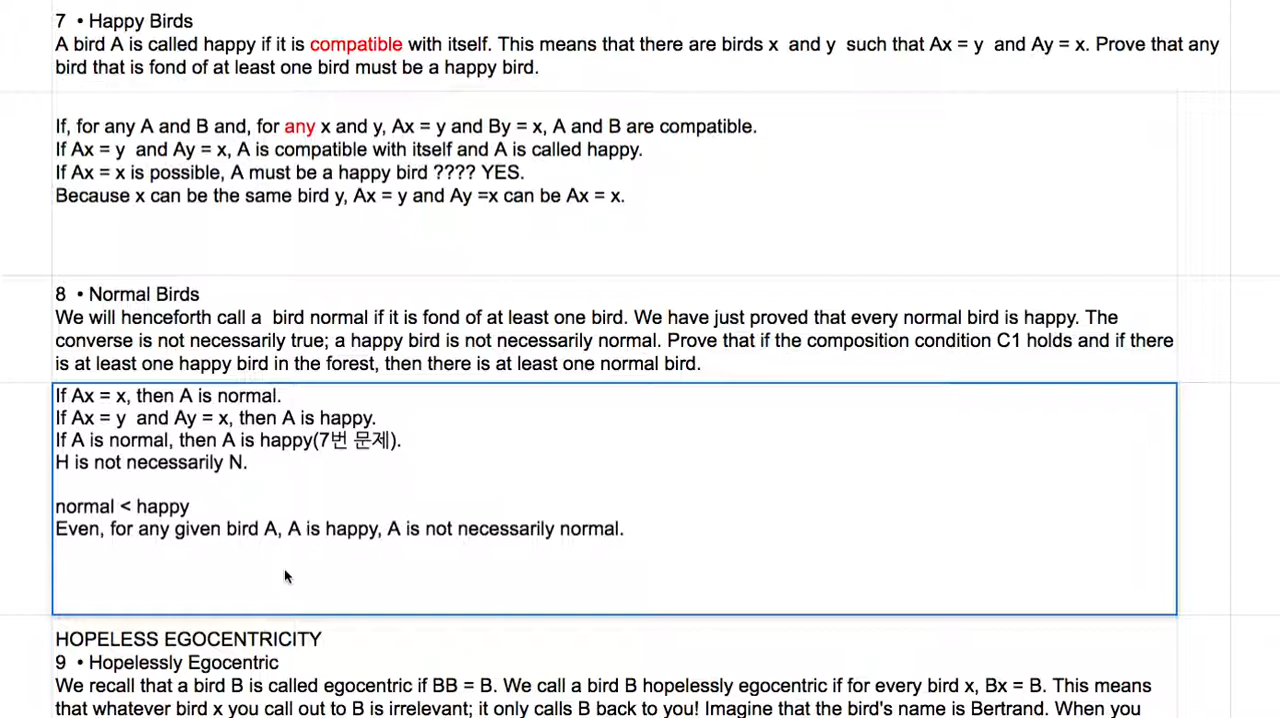 7 • Happy Birds
A bird A is called happy if it is compatible with itself. This means that there are birds x and y such that Ax = y and Ay = x. Prove that any
bird that is fond of at least one bird must be a happy bird.
If, for any A and B and, for any x and y, Ax = y and By = x, A and B are compatible.
If Ax = y and Ay = x, A is compatible with itself and A is called happy.
If Ax = x is possible, A must be a happy bird ???? YES.
Because x can be the same bird y, Ax = y and Ay =x can be Ax = x.
8 • Normal Birds
We will henceforth call a bird normal if it is fond of at least one bird. We have just proved that every normal bird is happy. The
converse is not necessarily true; a happy bird is not necessarily normal. Prove that if the composition condition C1 holds and if there
is at least one happy bird in the forest, then there is at least one normal bird.
If Ax = x, then A is normal.
If Ax = y and Ay = x, then A is happy.
If A is normal, then A is happy(7번 문제).
H is not necessarily N.
normal < happy
Even, for any given bird A, A is happy, A is not necessarily normal.
HOPELESS EGOCENTRICITY
9 • Hopelessly Egocentric
We recall that a bird B is called egocentric if BB = B. We call a bird B hopelessly egocentric if for every bird x, Bx = B. This means
that whatever bird x you call out to B is irrelevant; it only calls B back to you! Imagine that the bird's name is Bertrand. When you